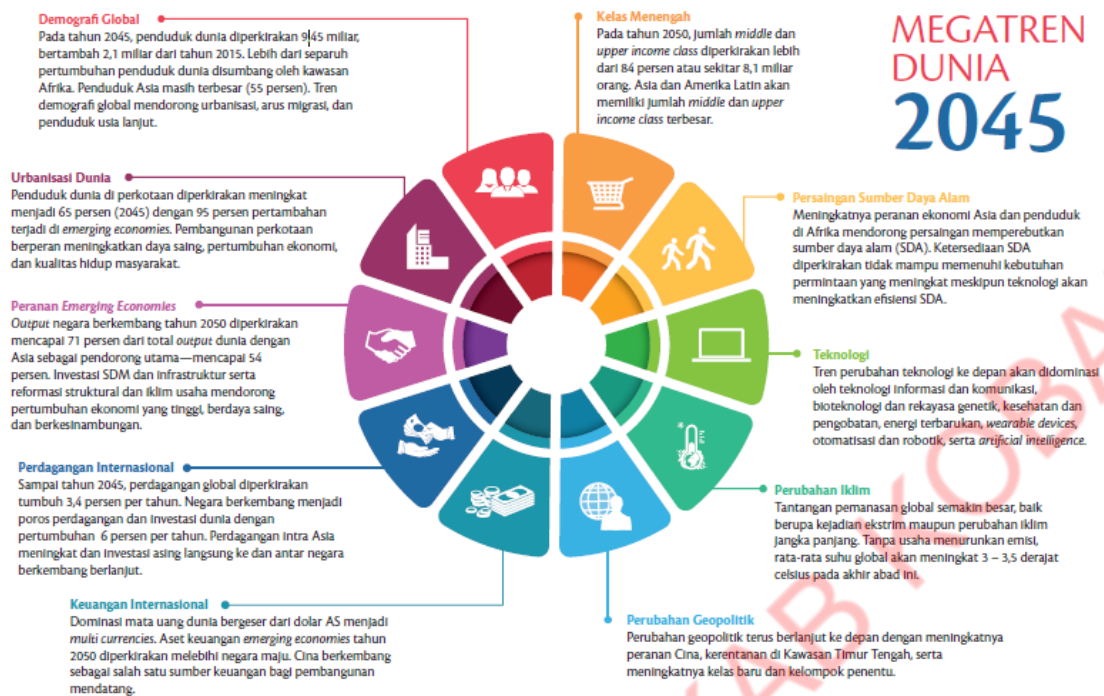 Demografi Global
Pada tahun 2045, penduduk dunia diperkirakan 9,45 miliar,
bertambah 2,1 miliar dari tahun 2015. Lebih dari separuh
pertumbuhan penduduk dunia disumbang oleh kawasan
Afrika. Penduduk Asia masih terbesar (55 persen). Tren
demografi global mendorong urbanisasi, arus migrasi, dan
penduduk usia lanjut.
Kelas Menengah
Pada tahun 2050, jumlah middle dan
upper income class diperkirakan lebih
dari 84 persen atau sekitar 8,1 miliar
orang. Asia dan Amerika Latin akan
memiliki jumlah middle dan upper
income class terbesar.
MEGATREN
DUNIA
2045
Urbanisasi Dunia
Penduduk dunia di perkotaan diperkirakan meningkat
menjadi 65 persen (2045) dengan 95 persen pertambahan
terjadi di emerging economies. Pembangunan perkotaan
berperan meningkatkan daya saing, pertumbuhan ekonomi,
dan kualitas hidup masyarakat.
Persaingan Sumber Daya Alam
Meningkatnya peranan ekonomi Asia dan penduduk
di Afrika mendorong persaingan memperebutkan
sumber daya alam (SDA). Ketersediaan SDA
diperkirakan tidak mampu memenuhi kebutuhan
permintaan yang meningkat meskipun teknologi akan
meningkatkan efisiensi SDA.
Peranan Emerging Economies
Output negara berkembang tahun 2050 diperkirakan
mencapai 71 persen dari total output dunia dengan
Asia sebagai pendorong utama—mencapai 54
persen. Investasi SDM dan infrastruktur serta
reformasi struktural dan iklim usaha mendorong
pertumbuhan ekonomi yang tinggi, berdaya saing,
dan berkesinambungan.
Teknologi
Tren perubahan teknologi ke depan akan didominasi
oleh teknologi informasi dan komunikasi,
bioteknologi dan rekayasa genetik, kesehatan dan
pengobatan, energi terbarukan, wearable devices,
otomatisasi dan robotik, serta artificial intelligence.
Perdagangan Internasional
Sampai tahun 2045, perdagangan global diperkirakan
tumbuh 3,4 persen per tahun. Negara berkembang menjadi
poros perdagangan dan investasi dunia dengan
pertumbuhan 6 persen per tahun. Perdagangan intra Asia
meningkat dan investasi asing langsung ke dan antar negara
berkembang berlanjut.
Perubahan Iklim
Tantangan pemanasan global semakin besar, baik
berupa kejadian ekstrim maupun perubahan iklim
jangka panjang. Tanpa usaha menurunkan emisi,
rata-rata suhu global akan meningkat 3 – 3,5 derajat
celsius pada akhir abad ini.
Keuangan Internasional
Dominasi mata uang dunia bergeser dari dolar AS menjadi
multi currencies. Aset keuangan emerging economies tahun
2050 diperkirakan melebihi negara maju. Cina berkembang
sebagai salah satu sumber keuangan bagi pembangunan
mendatang.
Perubahan Geopolitik
Perubahan geopolitik terus berlanjut ke depan dengan meningkatnya
peranan Cina, kerentanan di Kawasan Timur Tengah, serta
meningkatnya kelas baru dan kelompok penentu.
KAB KOBA